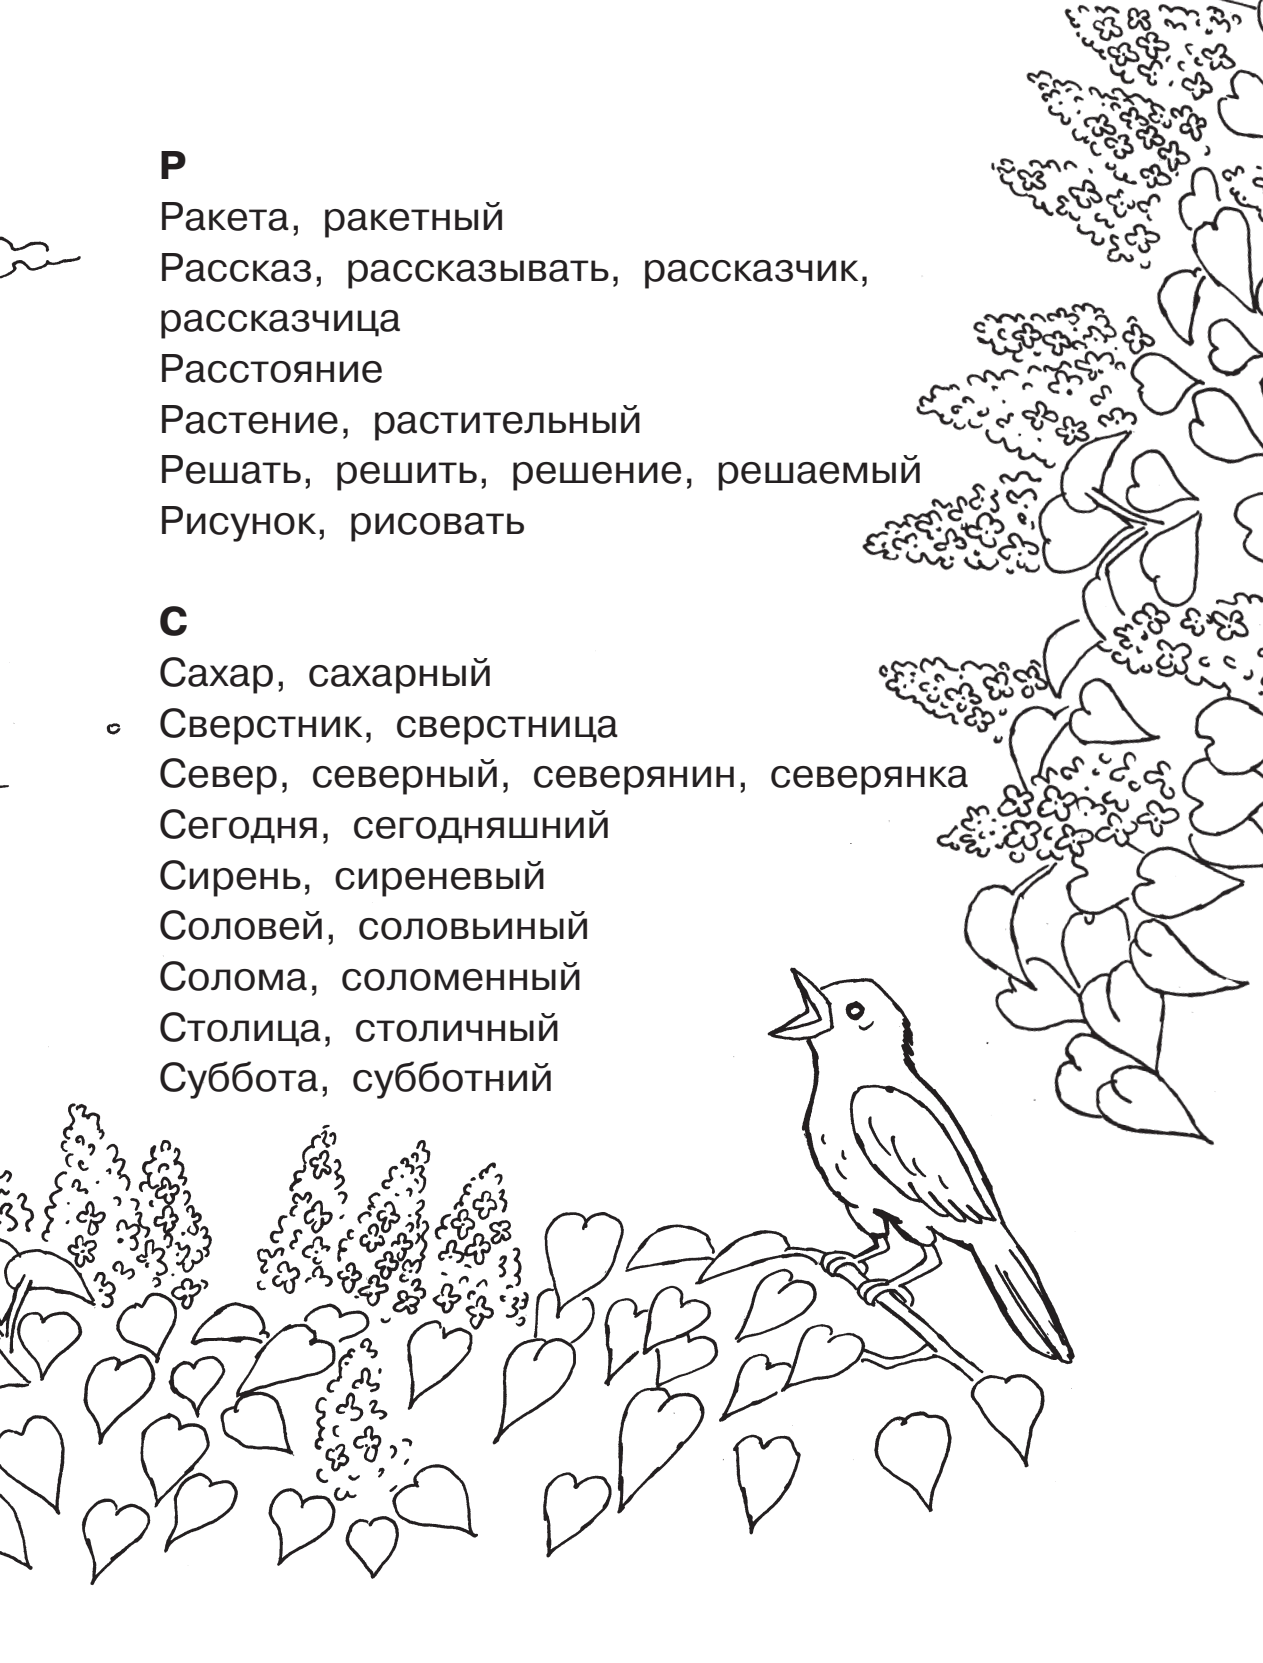 Р
Ракета, ракетный
Рассказ, рассказывать, рассказчик,
рассказчица
Расстояние
Растение, растительный
Решать, решить, решение, решаемый
Рисунок, рисовать
С
Сахар, сахарный
Сверстник, сверстница
Север, северный, северянин, северянка
Сегодня, сегодняшний
Сирень, сиреневый
Соловей, соловьиный
Солома, соломенный
Столица, столичный
Суббота, субботний